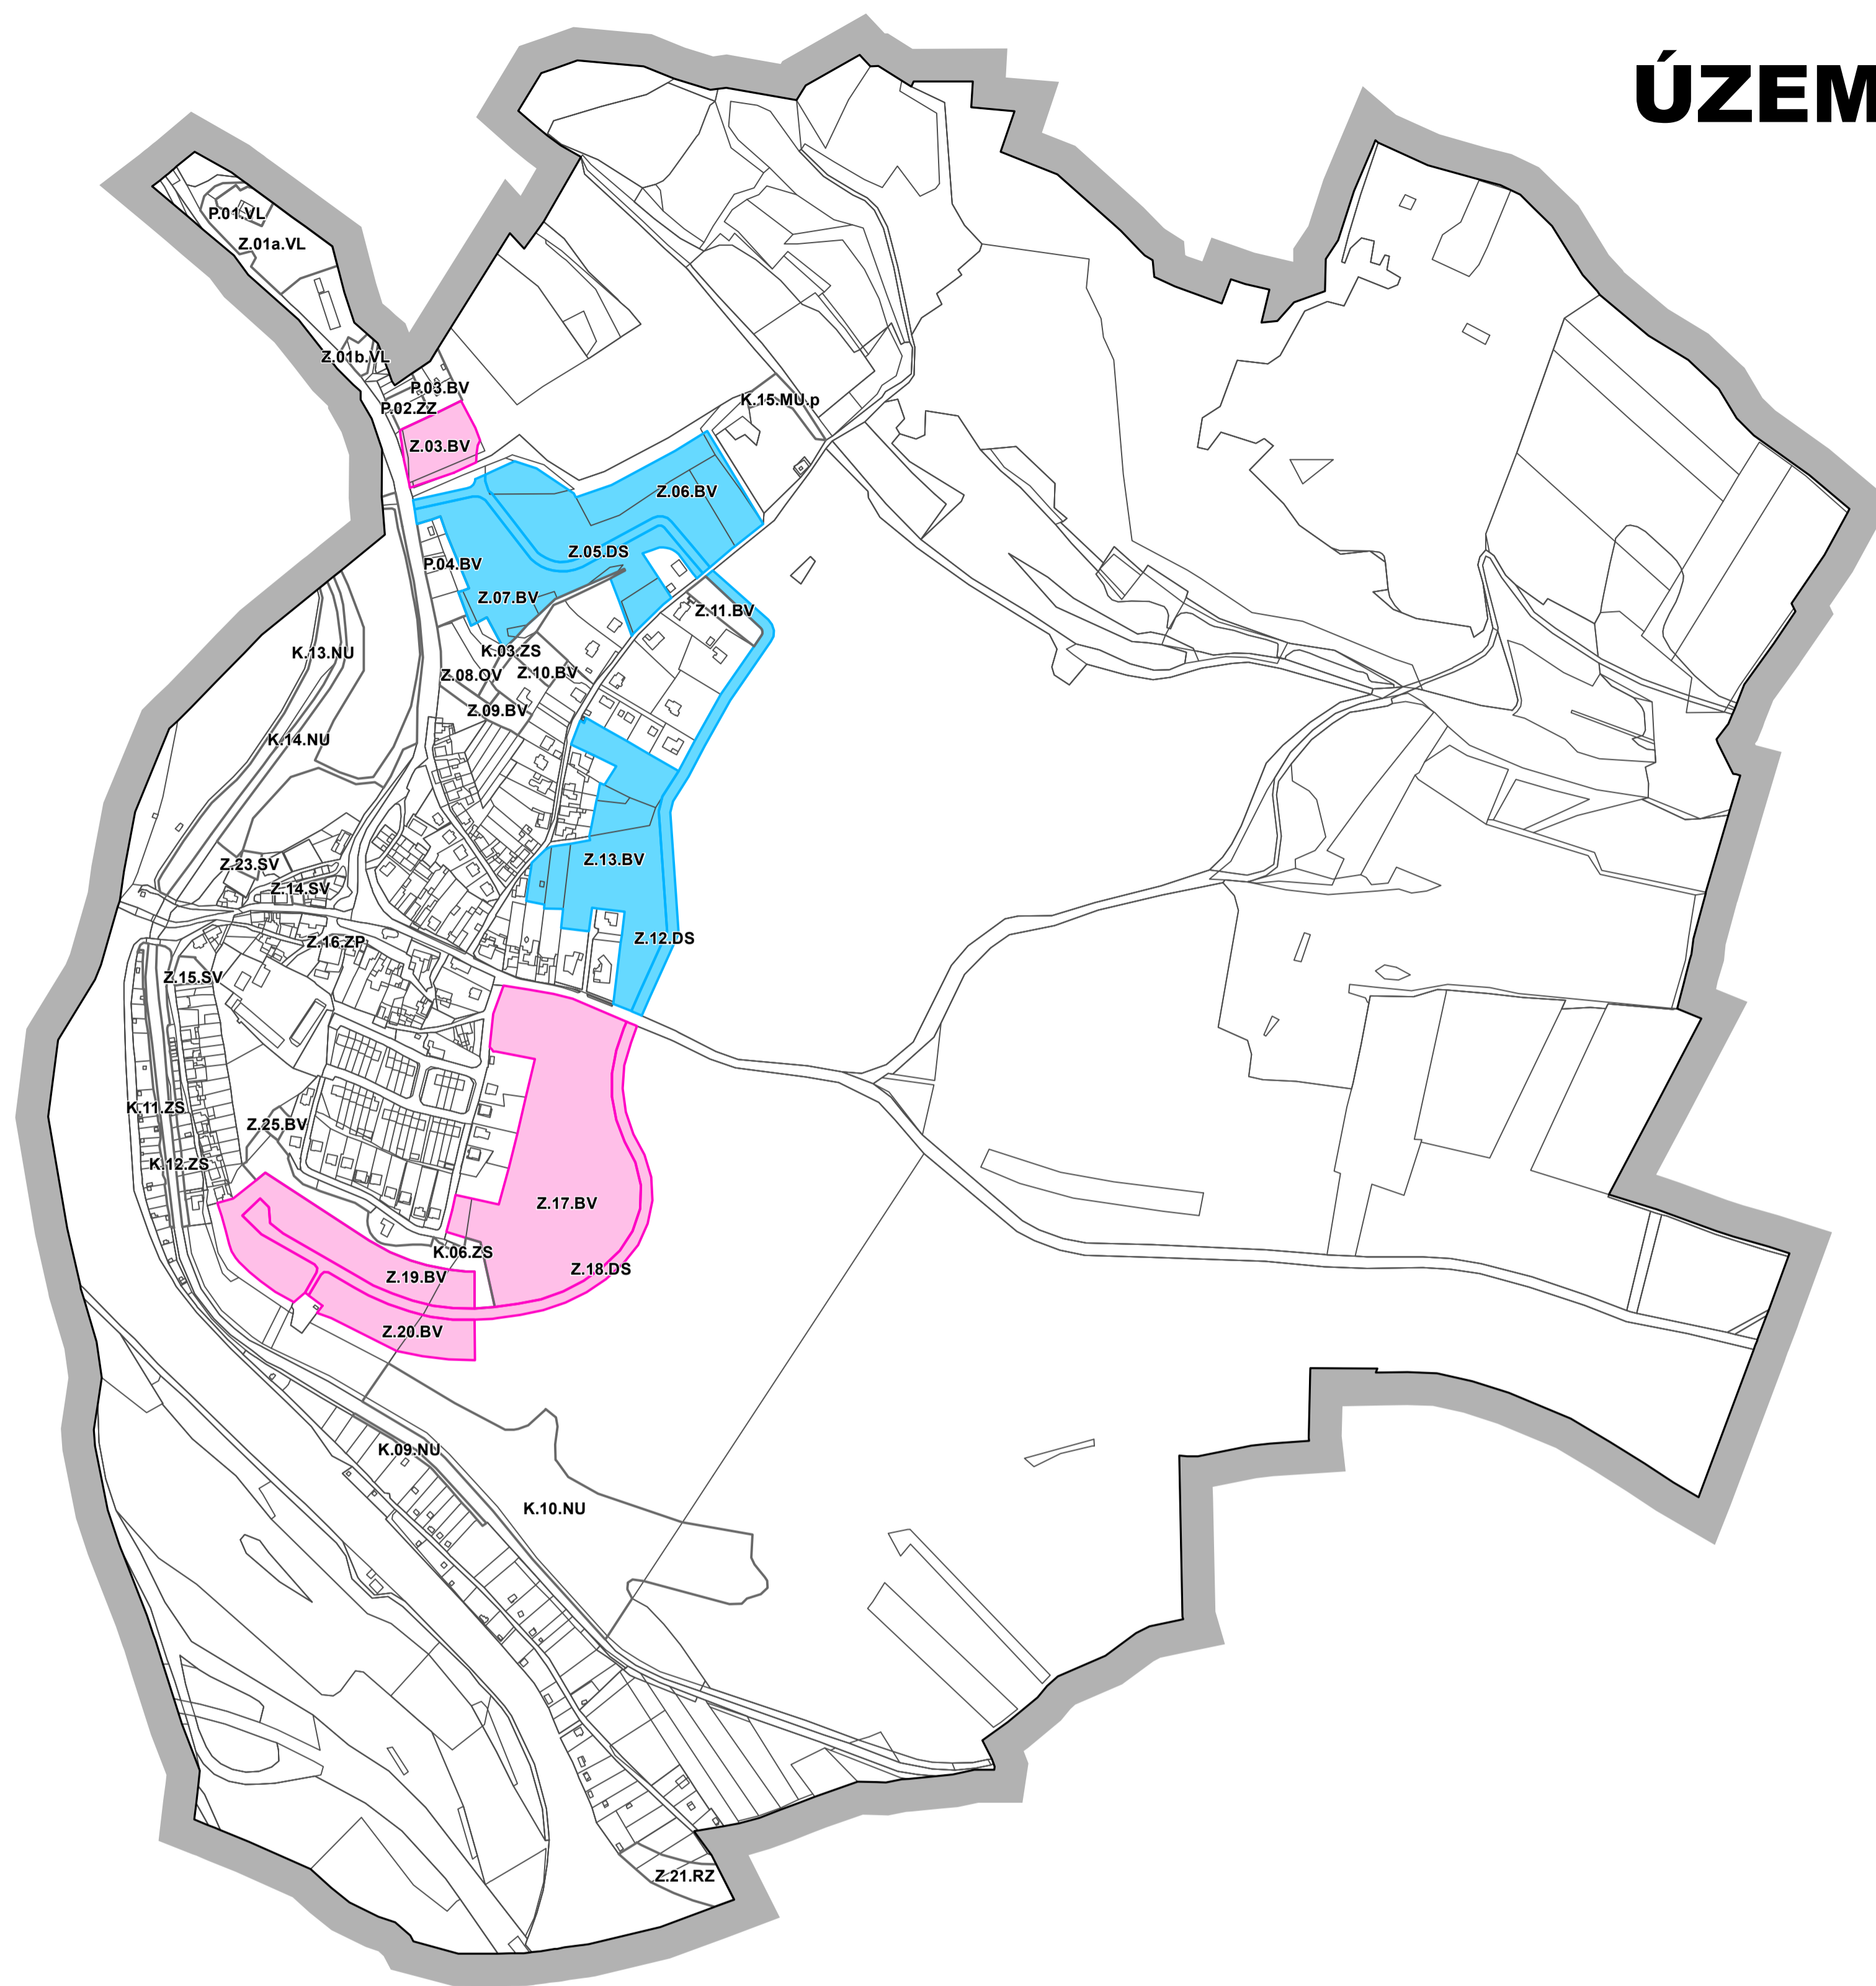 ÚZEM
P.01.VL
Z.01a.VL
Z.01b.VL
P.03.BV
P.02.ZZ
Z.03.BV
K.15.MU.p
Z.06.BV
Z.05.DS
P.04.BV
Z.07.BV
Z.11.BV
K.03.ZS
K.13.NU
Z.08.OV
Z.10.BV
Z.09.BV
K.14.NU
Z.13.BV
Z.23.SV
Z.14.SV
Z.12.DS
Z.16.ZP
Z.15.SV
K.11.ZS
Z.25.BV
K.12.ZS
Z.17.BV
K.06.ZS
Z.18.DS
Z.19.BV
Z.20.BV
K.09.NU
K.10.NU
Z.21.RZ